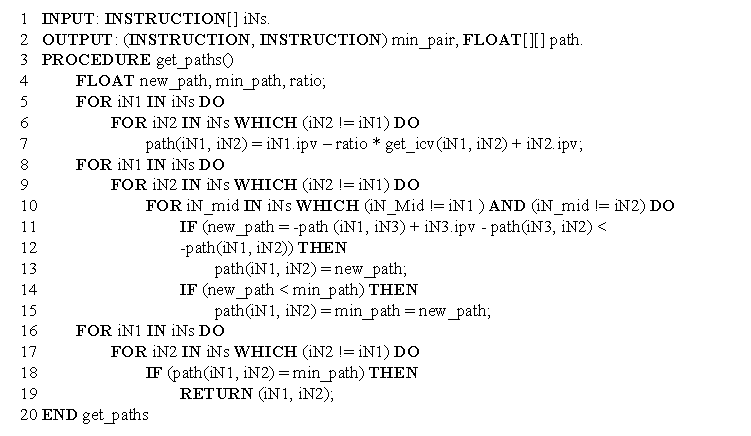 1 INPUT: INSTRUCTION[] iNs.
2 OUTPUT: (INSTRUCTION, INSTRUCTION) min_pair, FLOAT[][] path.
3 PROCEDURE get_paths()
4 FLOAT new_path, min_path, ratio;
5 FOR iN1 IN iNs DO
6 FOR iN2 IN iNs WHICH (iN2 != iN1) DO
7 path(iN1, iN2) = iN1.ipv – ratio * get_icv(iN1, iN2) + iN2.ipv;
8 FOR iN1 IN iNs DO
9 FOR iN2 IN iNs WHICH (iN2 != iN1) DO
10 FOR iN_mid IN iNs WHICH (iN_Mid != iN1 ) AND (iN_mid != iN2) DO
11 IF (new_path = -path (iN1, iN3) + iN3.ipv - path(iN3, iN2) <
12 -path(iN1, iN2)) THEN
13 path(iN1, iN2) = new_path;
14 IF (new_path < min_path) THEN
15 path(iN1, iN2) = min_path = new_path;
16 FOR iN1 IN iNs DO
17 FOR iN2 IN iNs WHICH (iN2 != iN1) DO
18 IF (path(iN1, iN2) = min_path) THEN
19 RETURN (iN1, iN2);
20 END get_paths